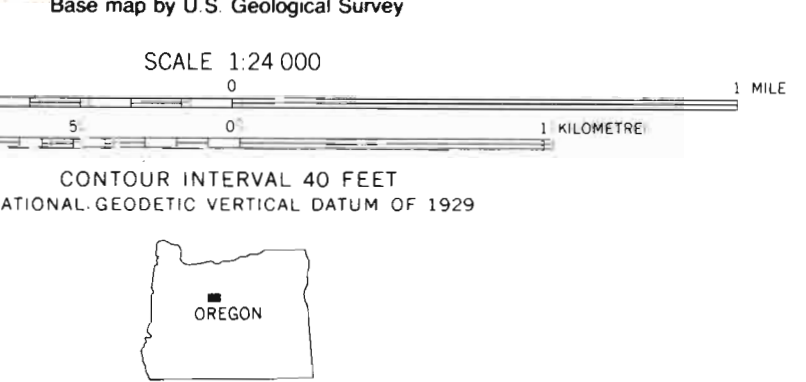 Base map by U.S. Geological Survey
SCALE 1:24 000
0 1 MILE
5 0 1 KILOMETRE
CONTOUR INTERVAL 40 FEET
ATIONAL GEODETIC VERTICAL DATUM OF 1929
OREGON